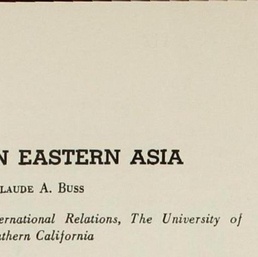 N EASTERN ASIA
LAUDE A. BUSS
ernational Relations, The University of
thern California